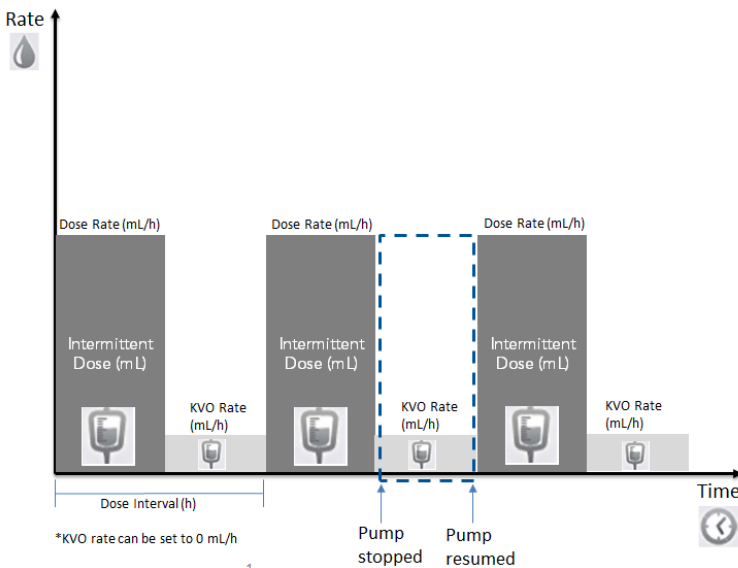 Rate
Dose Rate (mL/h)
Dose Rate (mL/h)
Dose Rate (mL/h)
Intermittent
Dose (mL)
Intermittent
Dose (mL)
Intermittent
Dose (mL)
KVO Rate
(mL/h)
KVO Rate
(mL/h)
KVO Rate
(mL/h)
Time
Dose Interval (h)
*KVO rate can be set to 0 mL/h
Pump
stopped
Pump
resumed